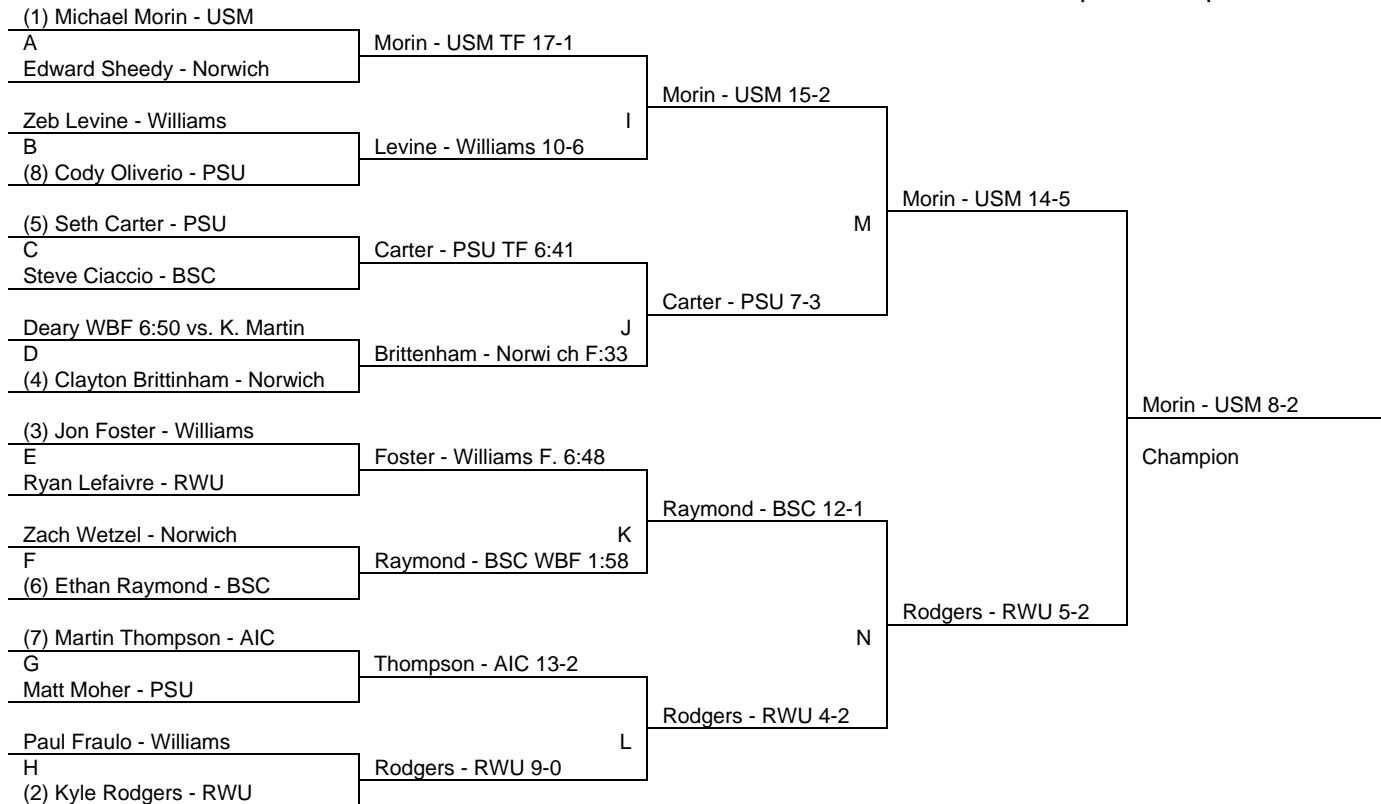 (1) Michael Morin - USM
A
Edward Sheedy - Norwich
Morin - USM TF 17-1
Zeb Levine - Williams
B
(8) Cody Oliverio - PSU
Levine - Williams 10-6
I
Morin - USM 15-2
(5) Seth Carter - PSU
C
Steve Ciaccio - BSC
Carter - PSU TF 6:41
Deary WBF 6:50 vs. K. Martin
D
(4) Clayton Brittinham - Norwich
Brittenham - Norwi ch F:33
J
Carter - PSU 7-3
M
Morin - USM 14-5
(3) Jon Foster - Williams
E
Ryan Lefaivre - RWU
Foster - Williams F. 6:48
Zach Wetzel - Norwich
F
(6) Ethan Raymond - BSC
Raymond - BSC WBF 1:58
K
Raymond - BSC 12-1
(7) Martin Thompson - AIC
G
Matt Moher - PSU
Thompson - AIC 13-2
Paul Fraulo - Williams
H
(2) Kyle Rodgers - RWU
Rodgers - RWU 9-0
L
Rodgers - RWU 4-2
N
Rodgers - RWU 5-2
Morin - USM 8-2
Champion